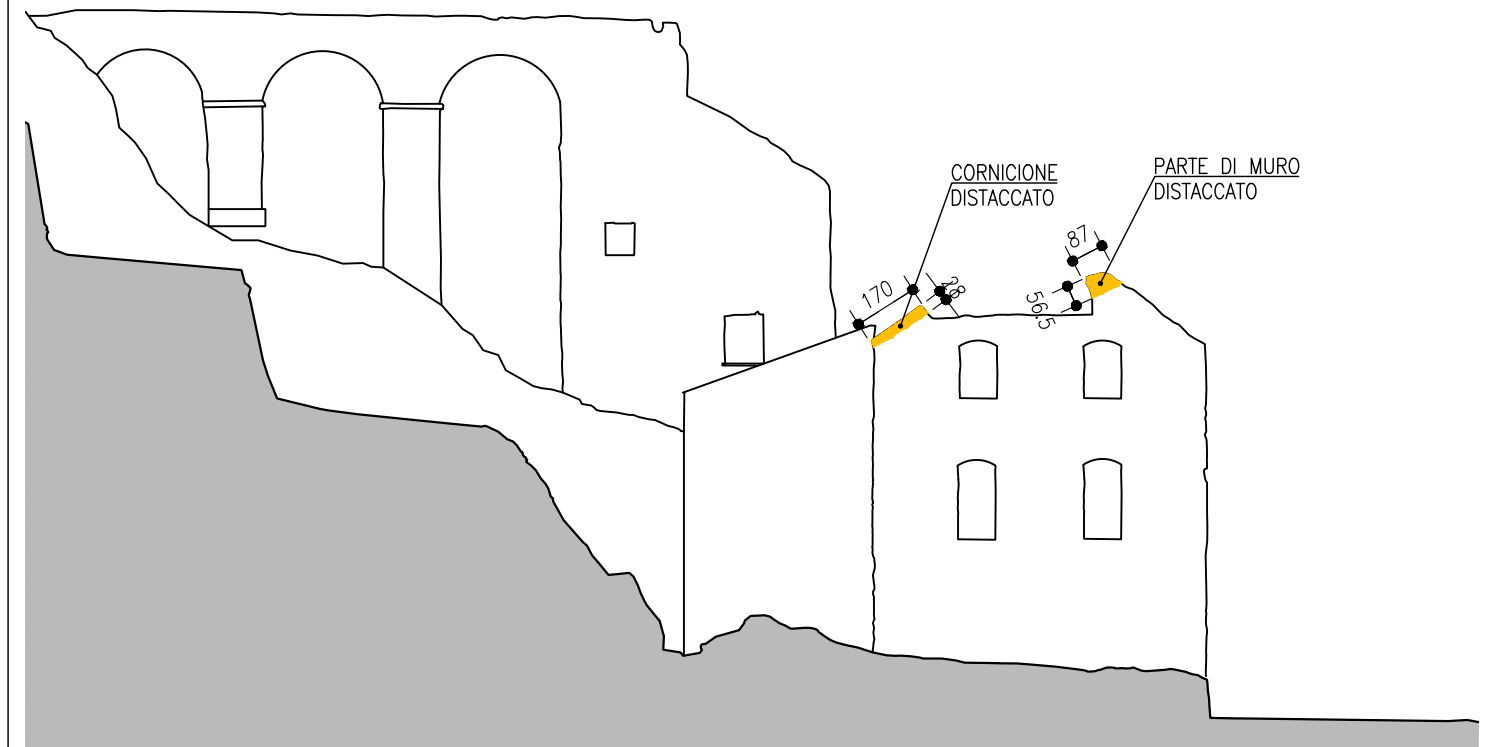 CORNICIONE
DISTACCATO
PARTE DI MURO
DISTACCATO
87
170
28
56.5